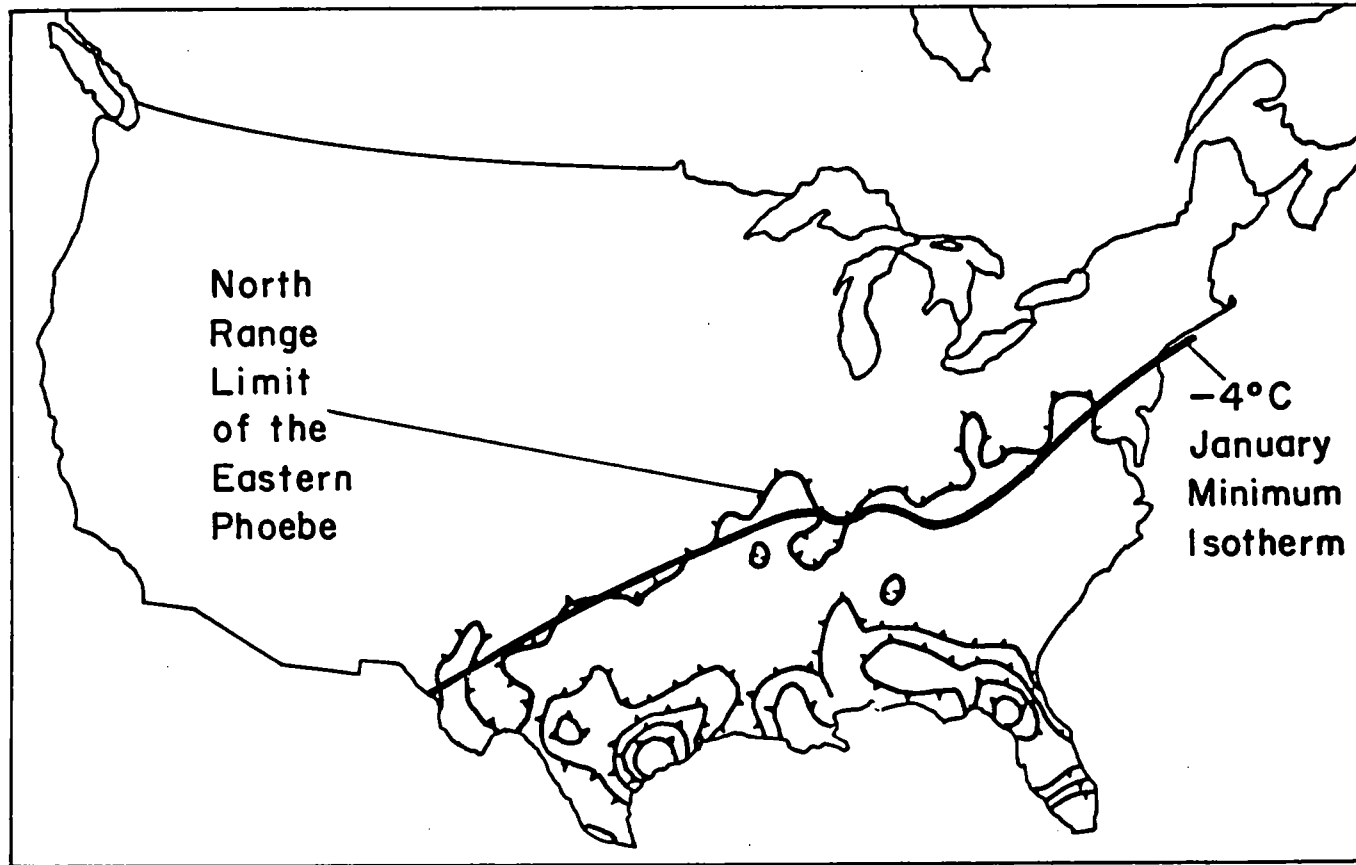 North
Range
Limit
of the
Eastern
Phoebe
−4°C
January
Minimum
Isotherm